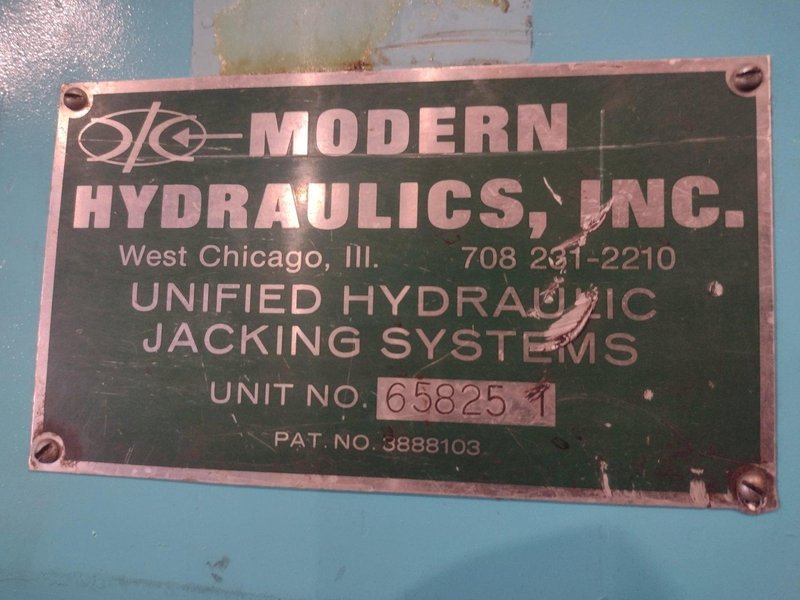 MODERN
HYDRAULICS, INC.
West Chicago, Ill. 708 231-2210
UNIFIED HYDRAULIC
JACKING SYSTEMS
UNIT NO. 65825 1
PAT. NO. 3888103